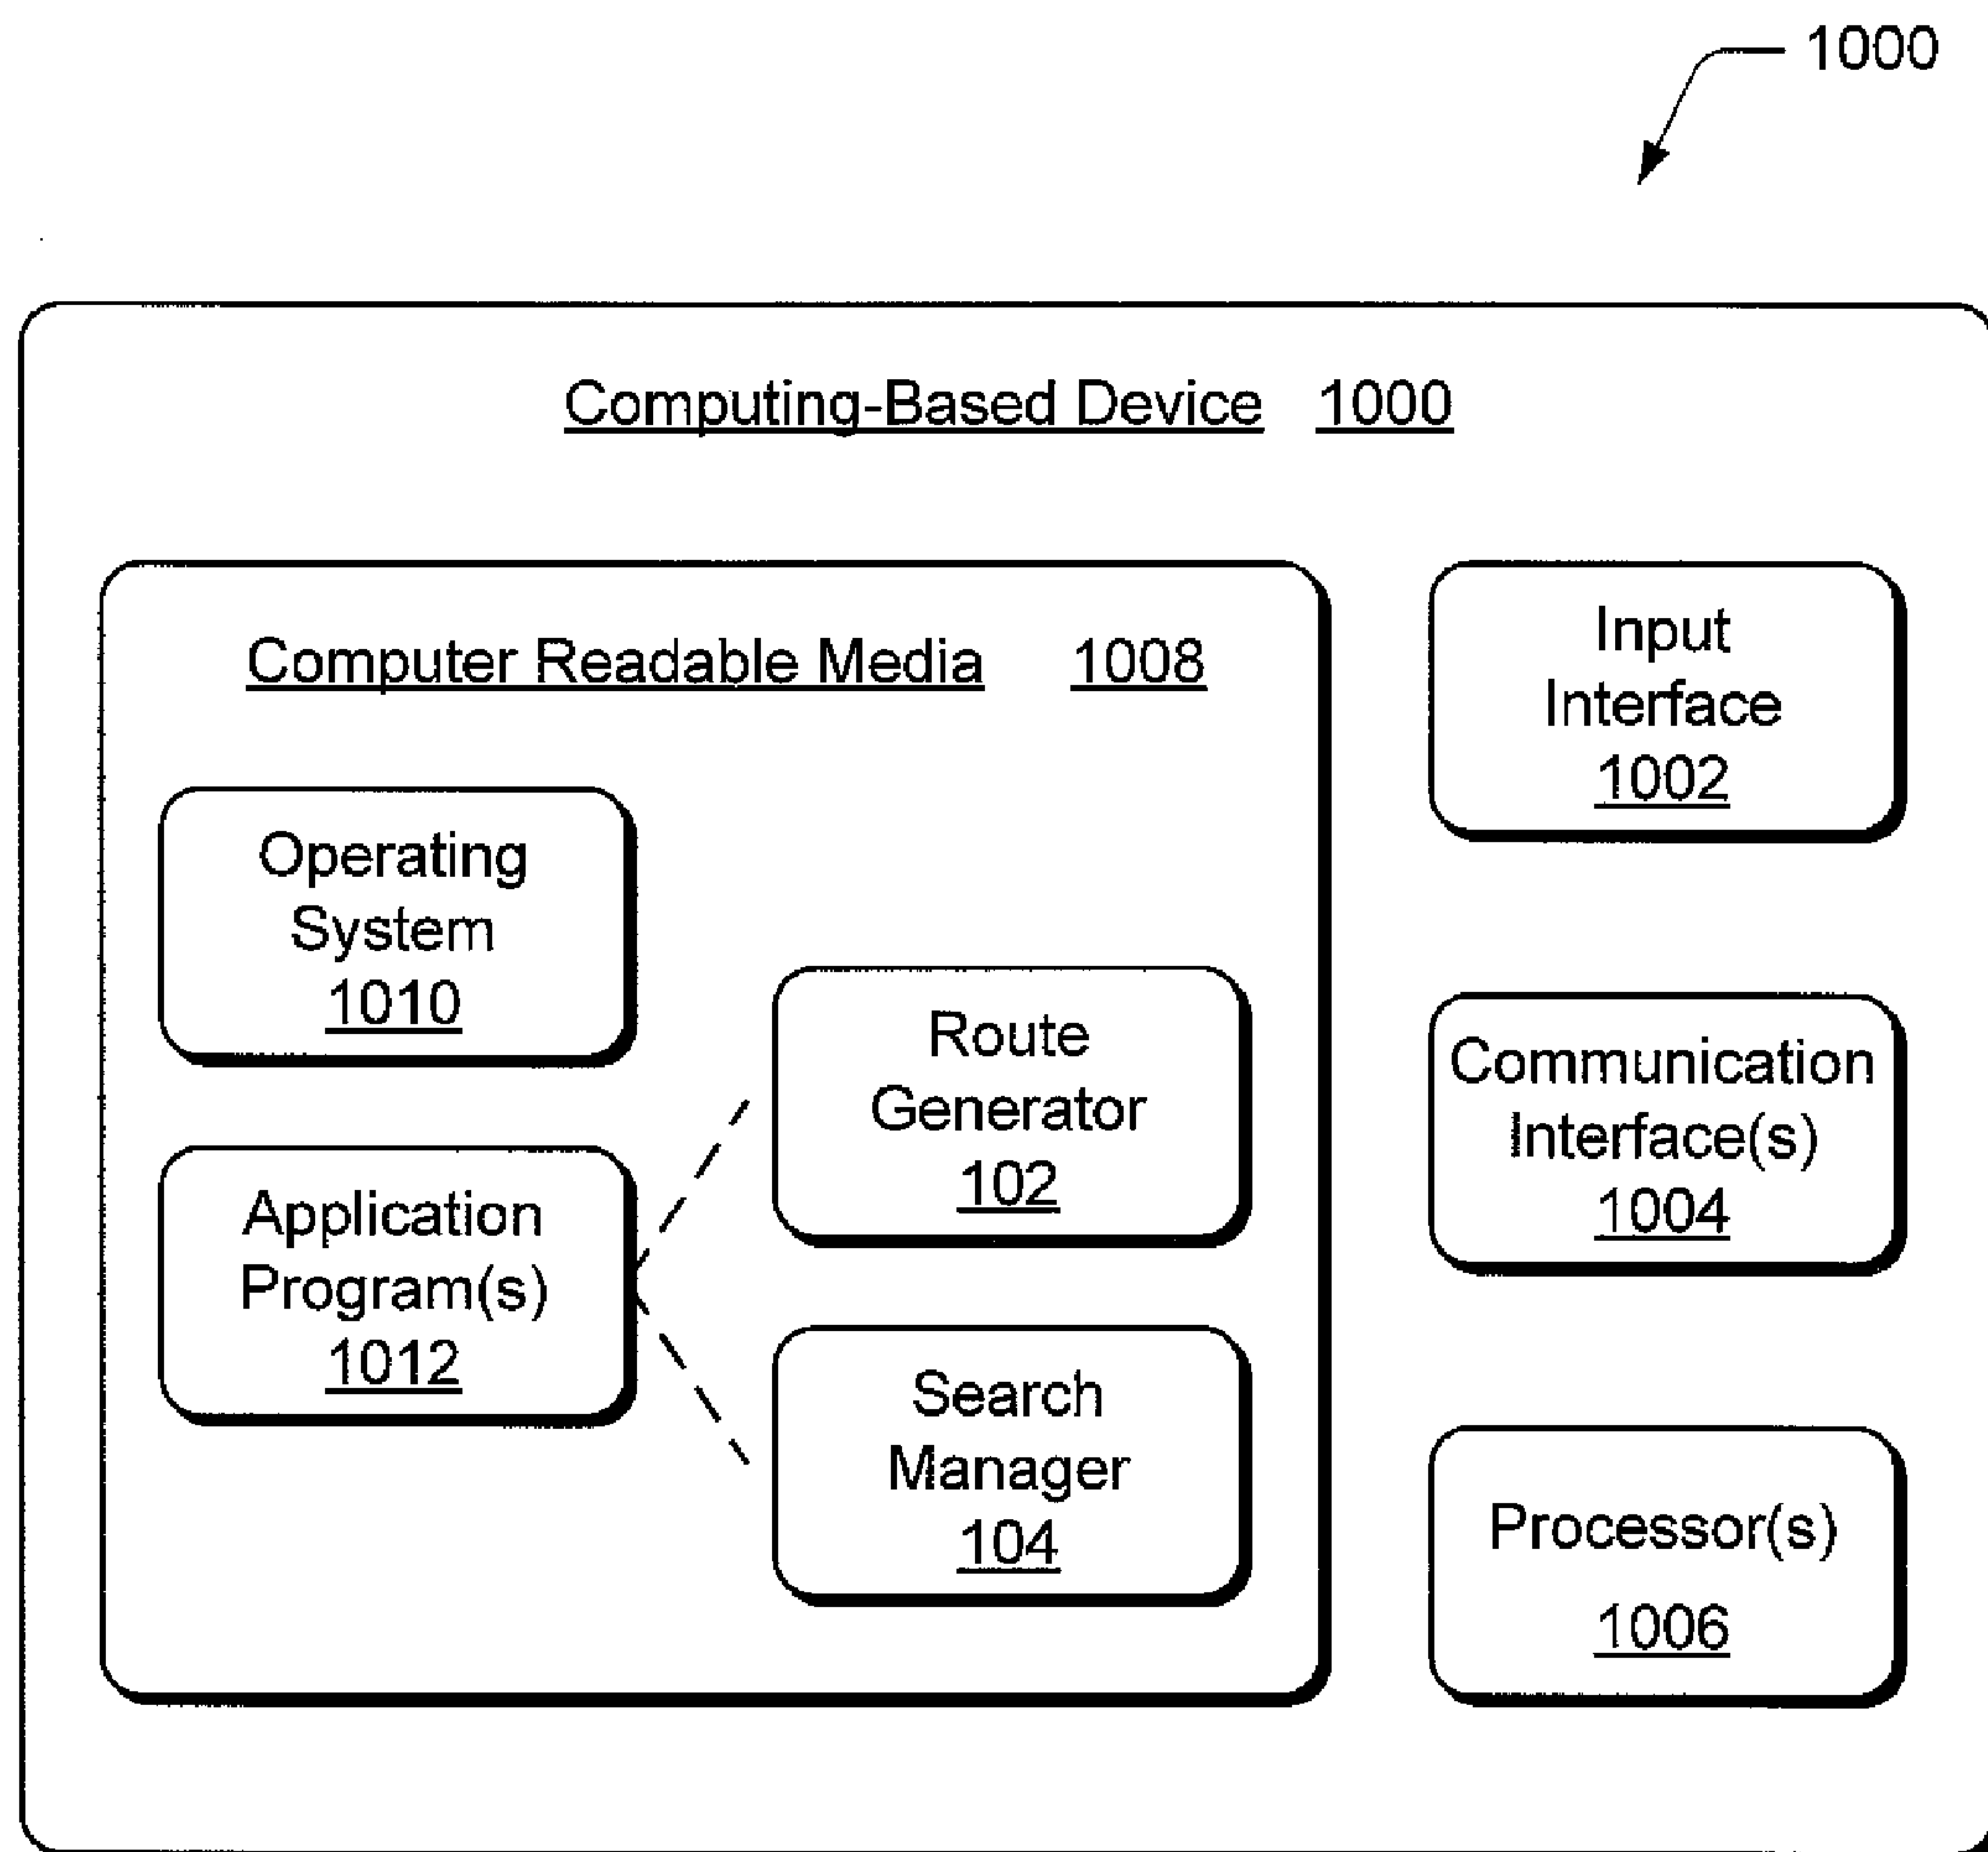 1000
Computing-Based Device 1000
Computer Readable Media 1008
Operating
System
1010
Application
Program(s)
1012
Route
Generator
102
Search
Manager
104
Input
Interface
1002
Communication
Interface(s)
1004
Processor(s)
1006